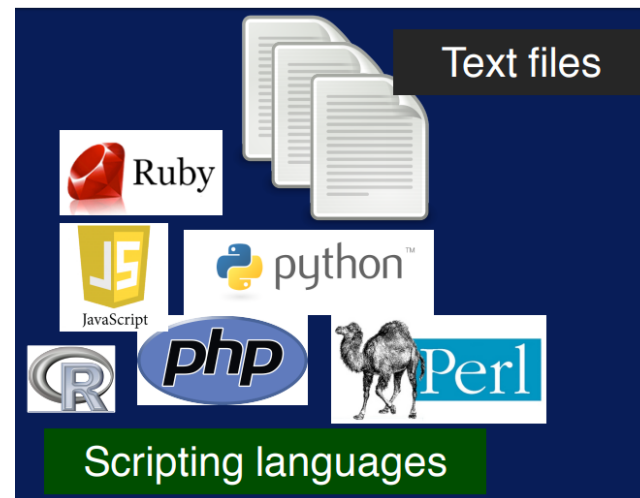 Text files
Ruby
JS
JavaScript
python™
php
R
Perl
Scripting languages